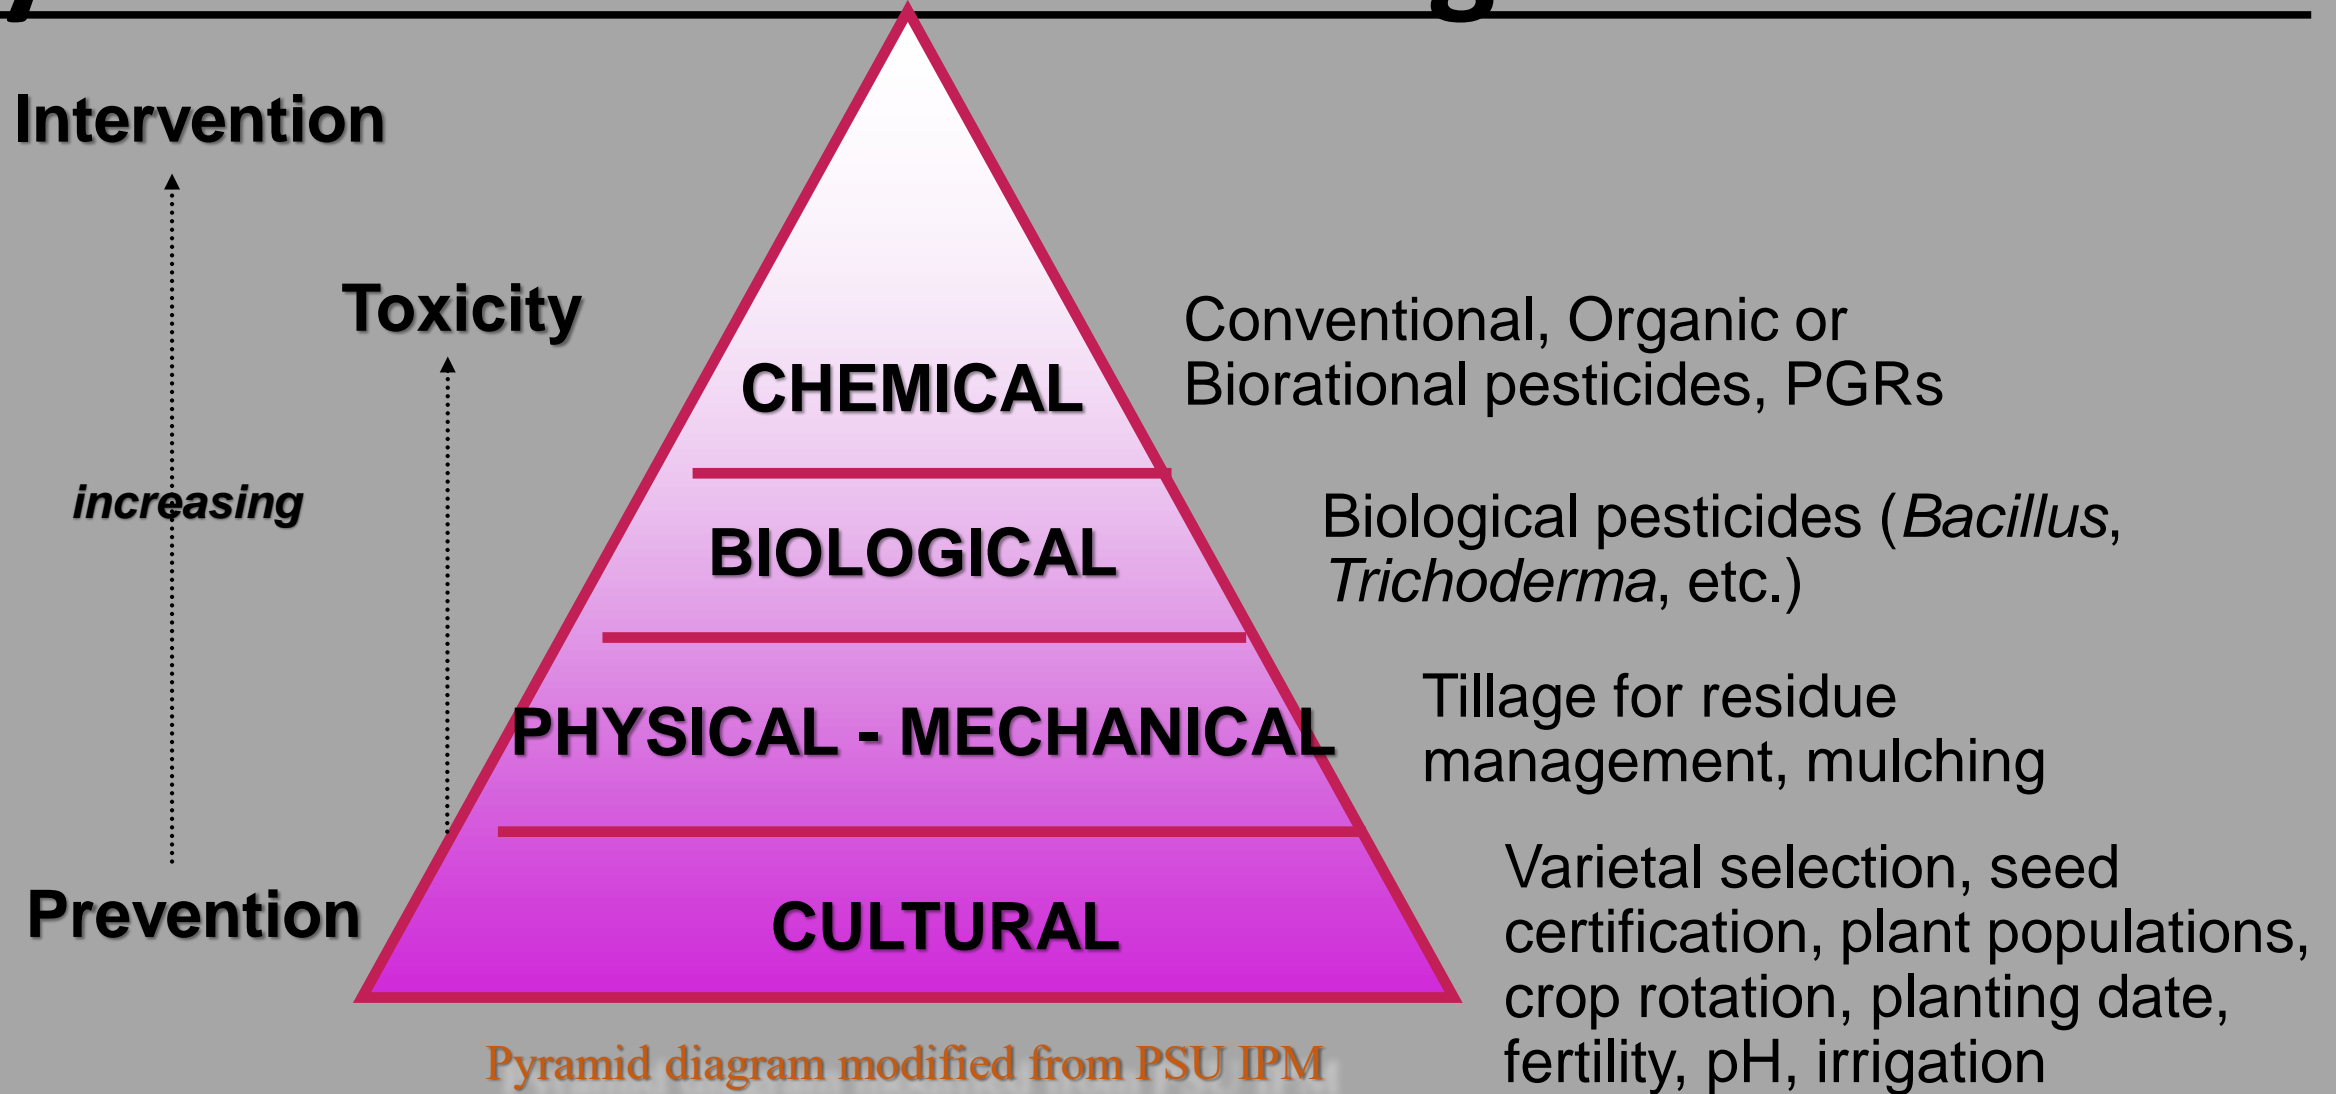 Intervention
Toxicity
increasing
Prevention
CHEMICAL
Conventional, Organic or
Biorational pesticides, PGRs
BIOLOGICAL
Biological pesticides (Bacillus,
Trichoderma, etc.)
PHYSICAL - MECHANICAL
Tillage for residue
management, mulching
CULTURAL
Varietal selection, seed
certification, plant populations,
crop rotation, planting date,
fertility, pH, irrigation
Pyramid diagram modified from PSU IPM